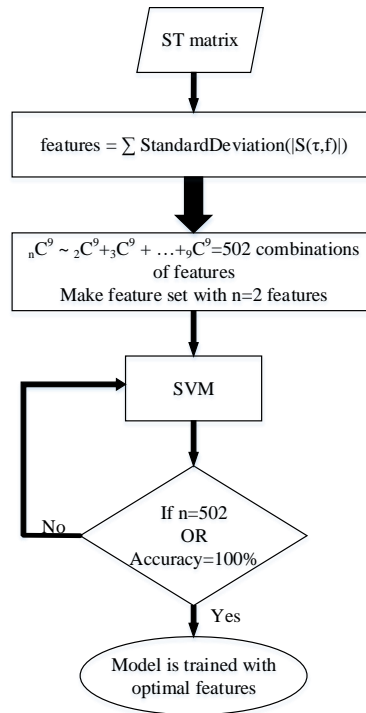 ST matrix
features = ∑ StandardDeviation(|S(τ,f)|)
ₙC⁹ ~ ₂C⁹+₃C⁹ + …+₉C⁹=502 combinations
of features
Make feature set with n=2 features
SVM
If n=502
OR
Accuracy=100%
No
Yes
Model is trained with
optimal features